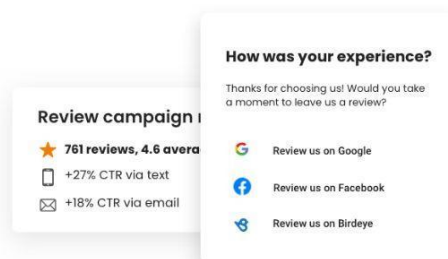 How was your experience?
Thanks for choosing us! Would you take
a moment to leave us a review?
Review us on Google
Review us on Facebook
Review us on Birdeye
Review campaign
761 reviews, 4.6
+27% CTR via text
+18% CTR via email